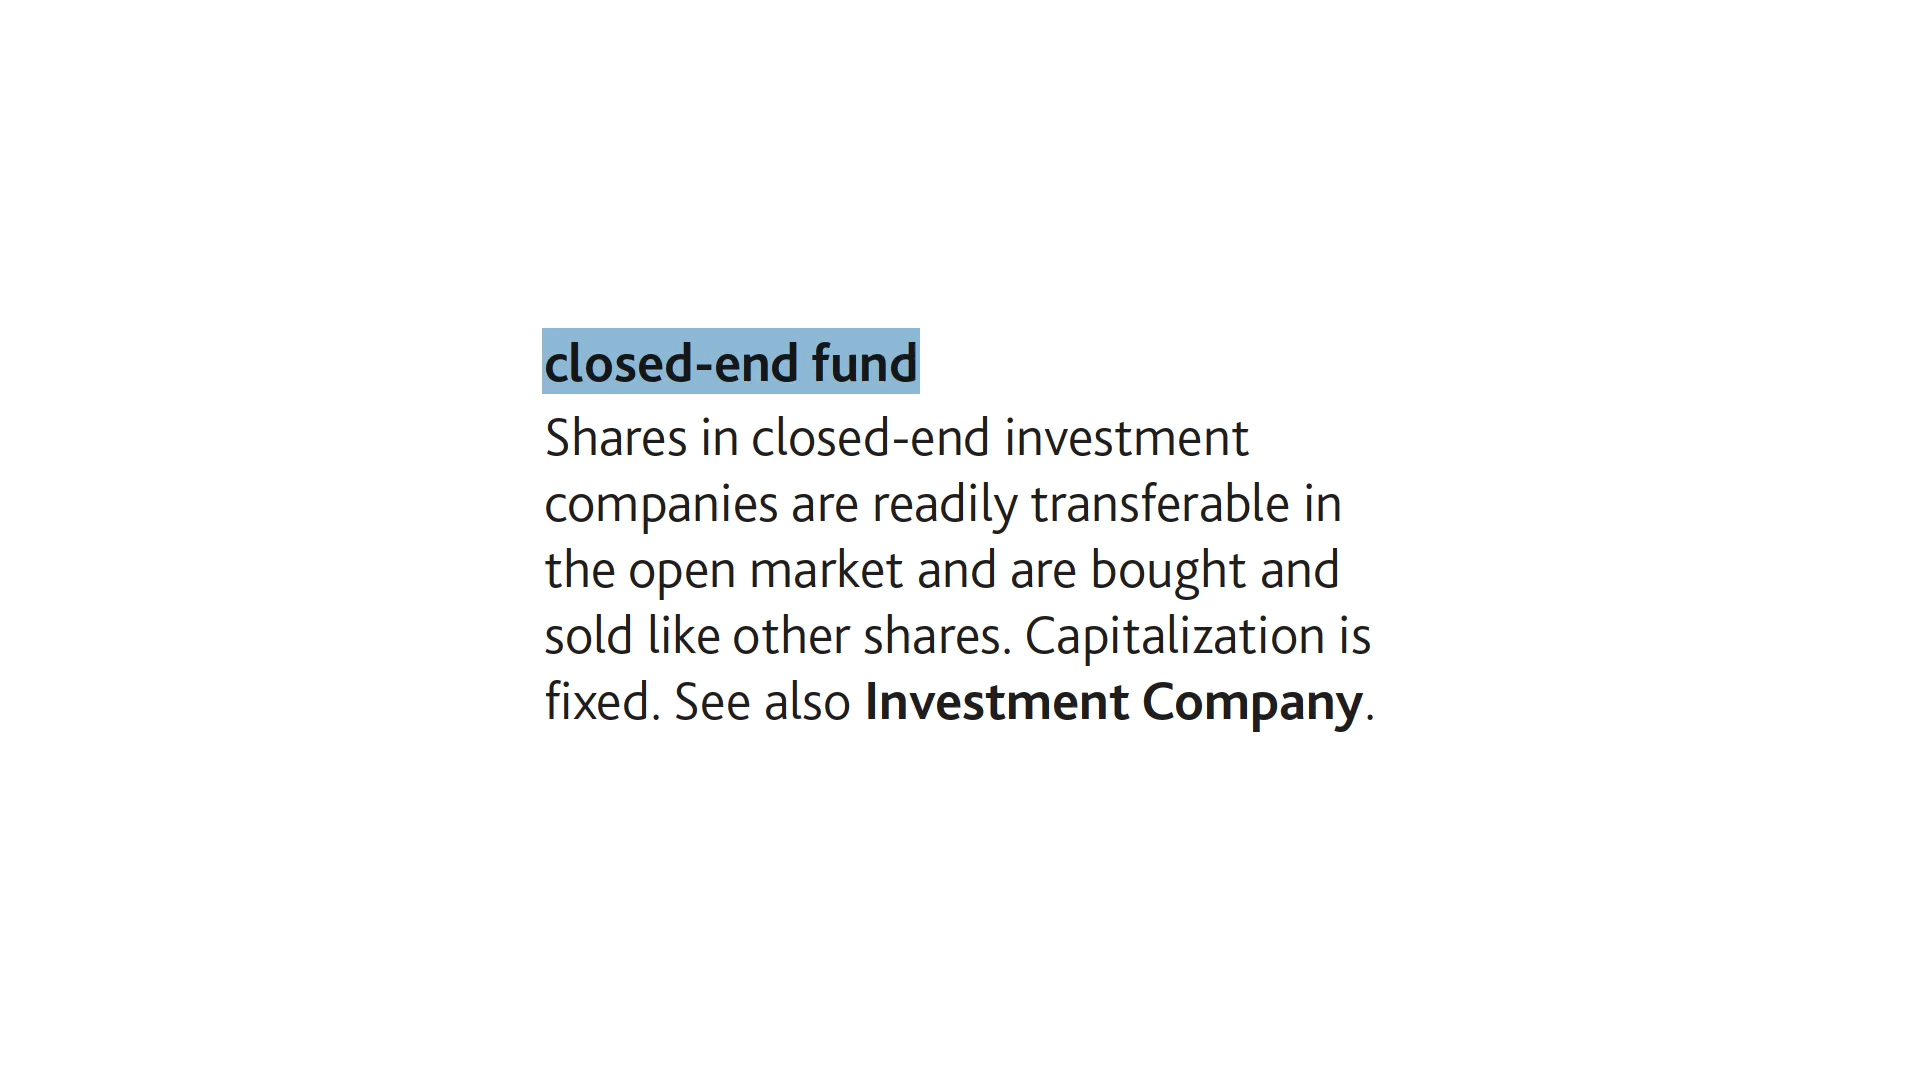 closed-end fund
Shares in closed-end investment
companies are readily transferable in
the open market and are bought and
sold like other shares. Capitalization is
fixed. See also Investment Company.